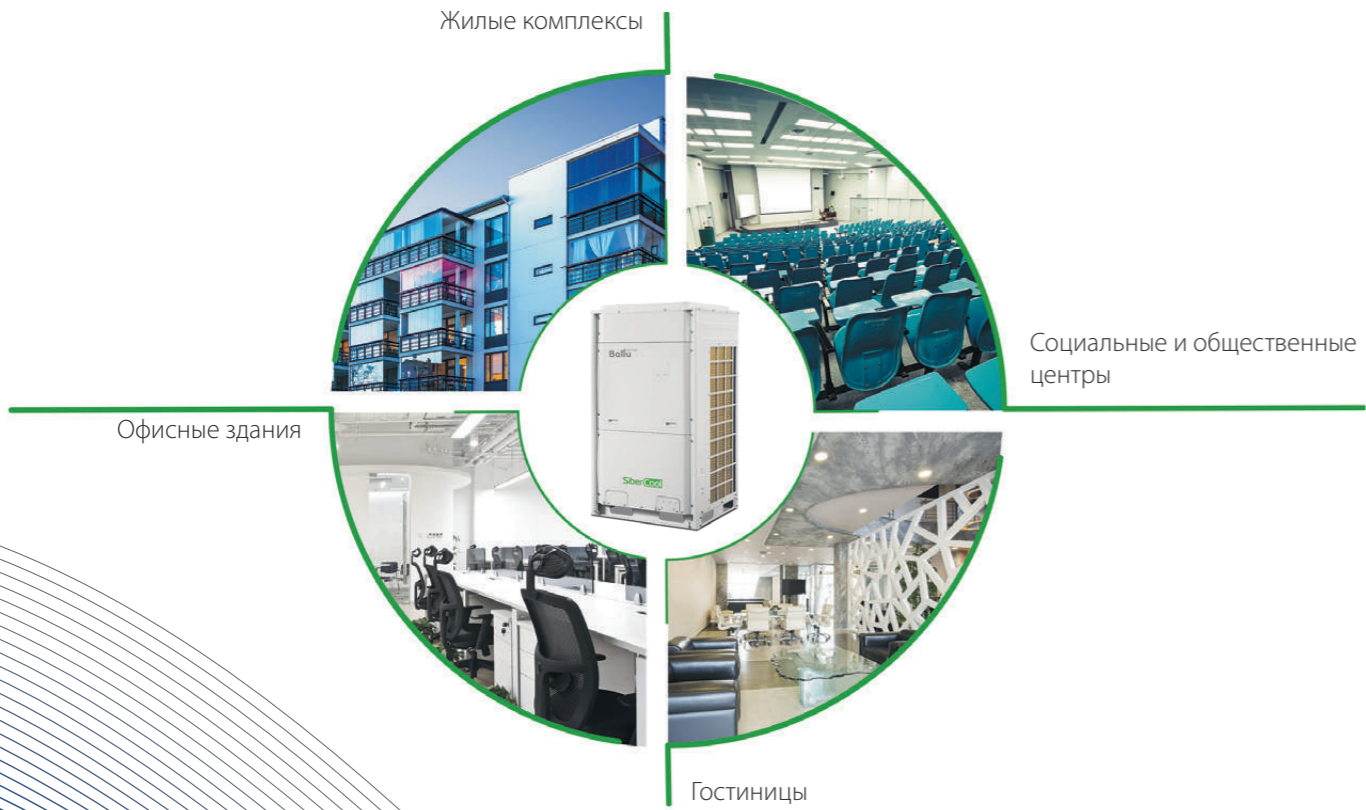 Жилые комплексы
Ballu
Социальные и общественные
центры
Офисные здания
SiberCool
Гостиницы